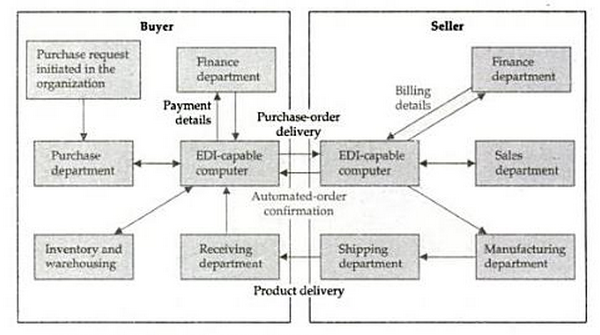 Buyer
Seller
Purchase request
initiated in the
organization
Finance
department
Finance
department
Payment
details
Billing
details
Purchase-order
delivery
Purchase
department
EDI-capable
computer
EDI-capable
computer
Sales
department
Automated-order
confirmation
Inventory and
warehousing
Receiving
department
Shipping
department
Manufacturing
department
Product delivery